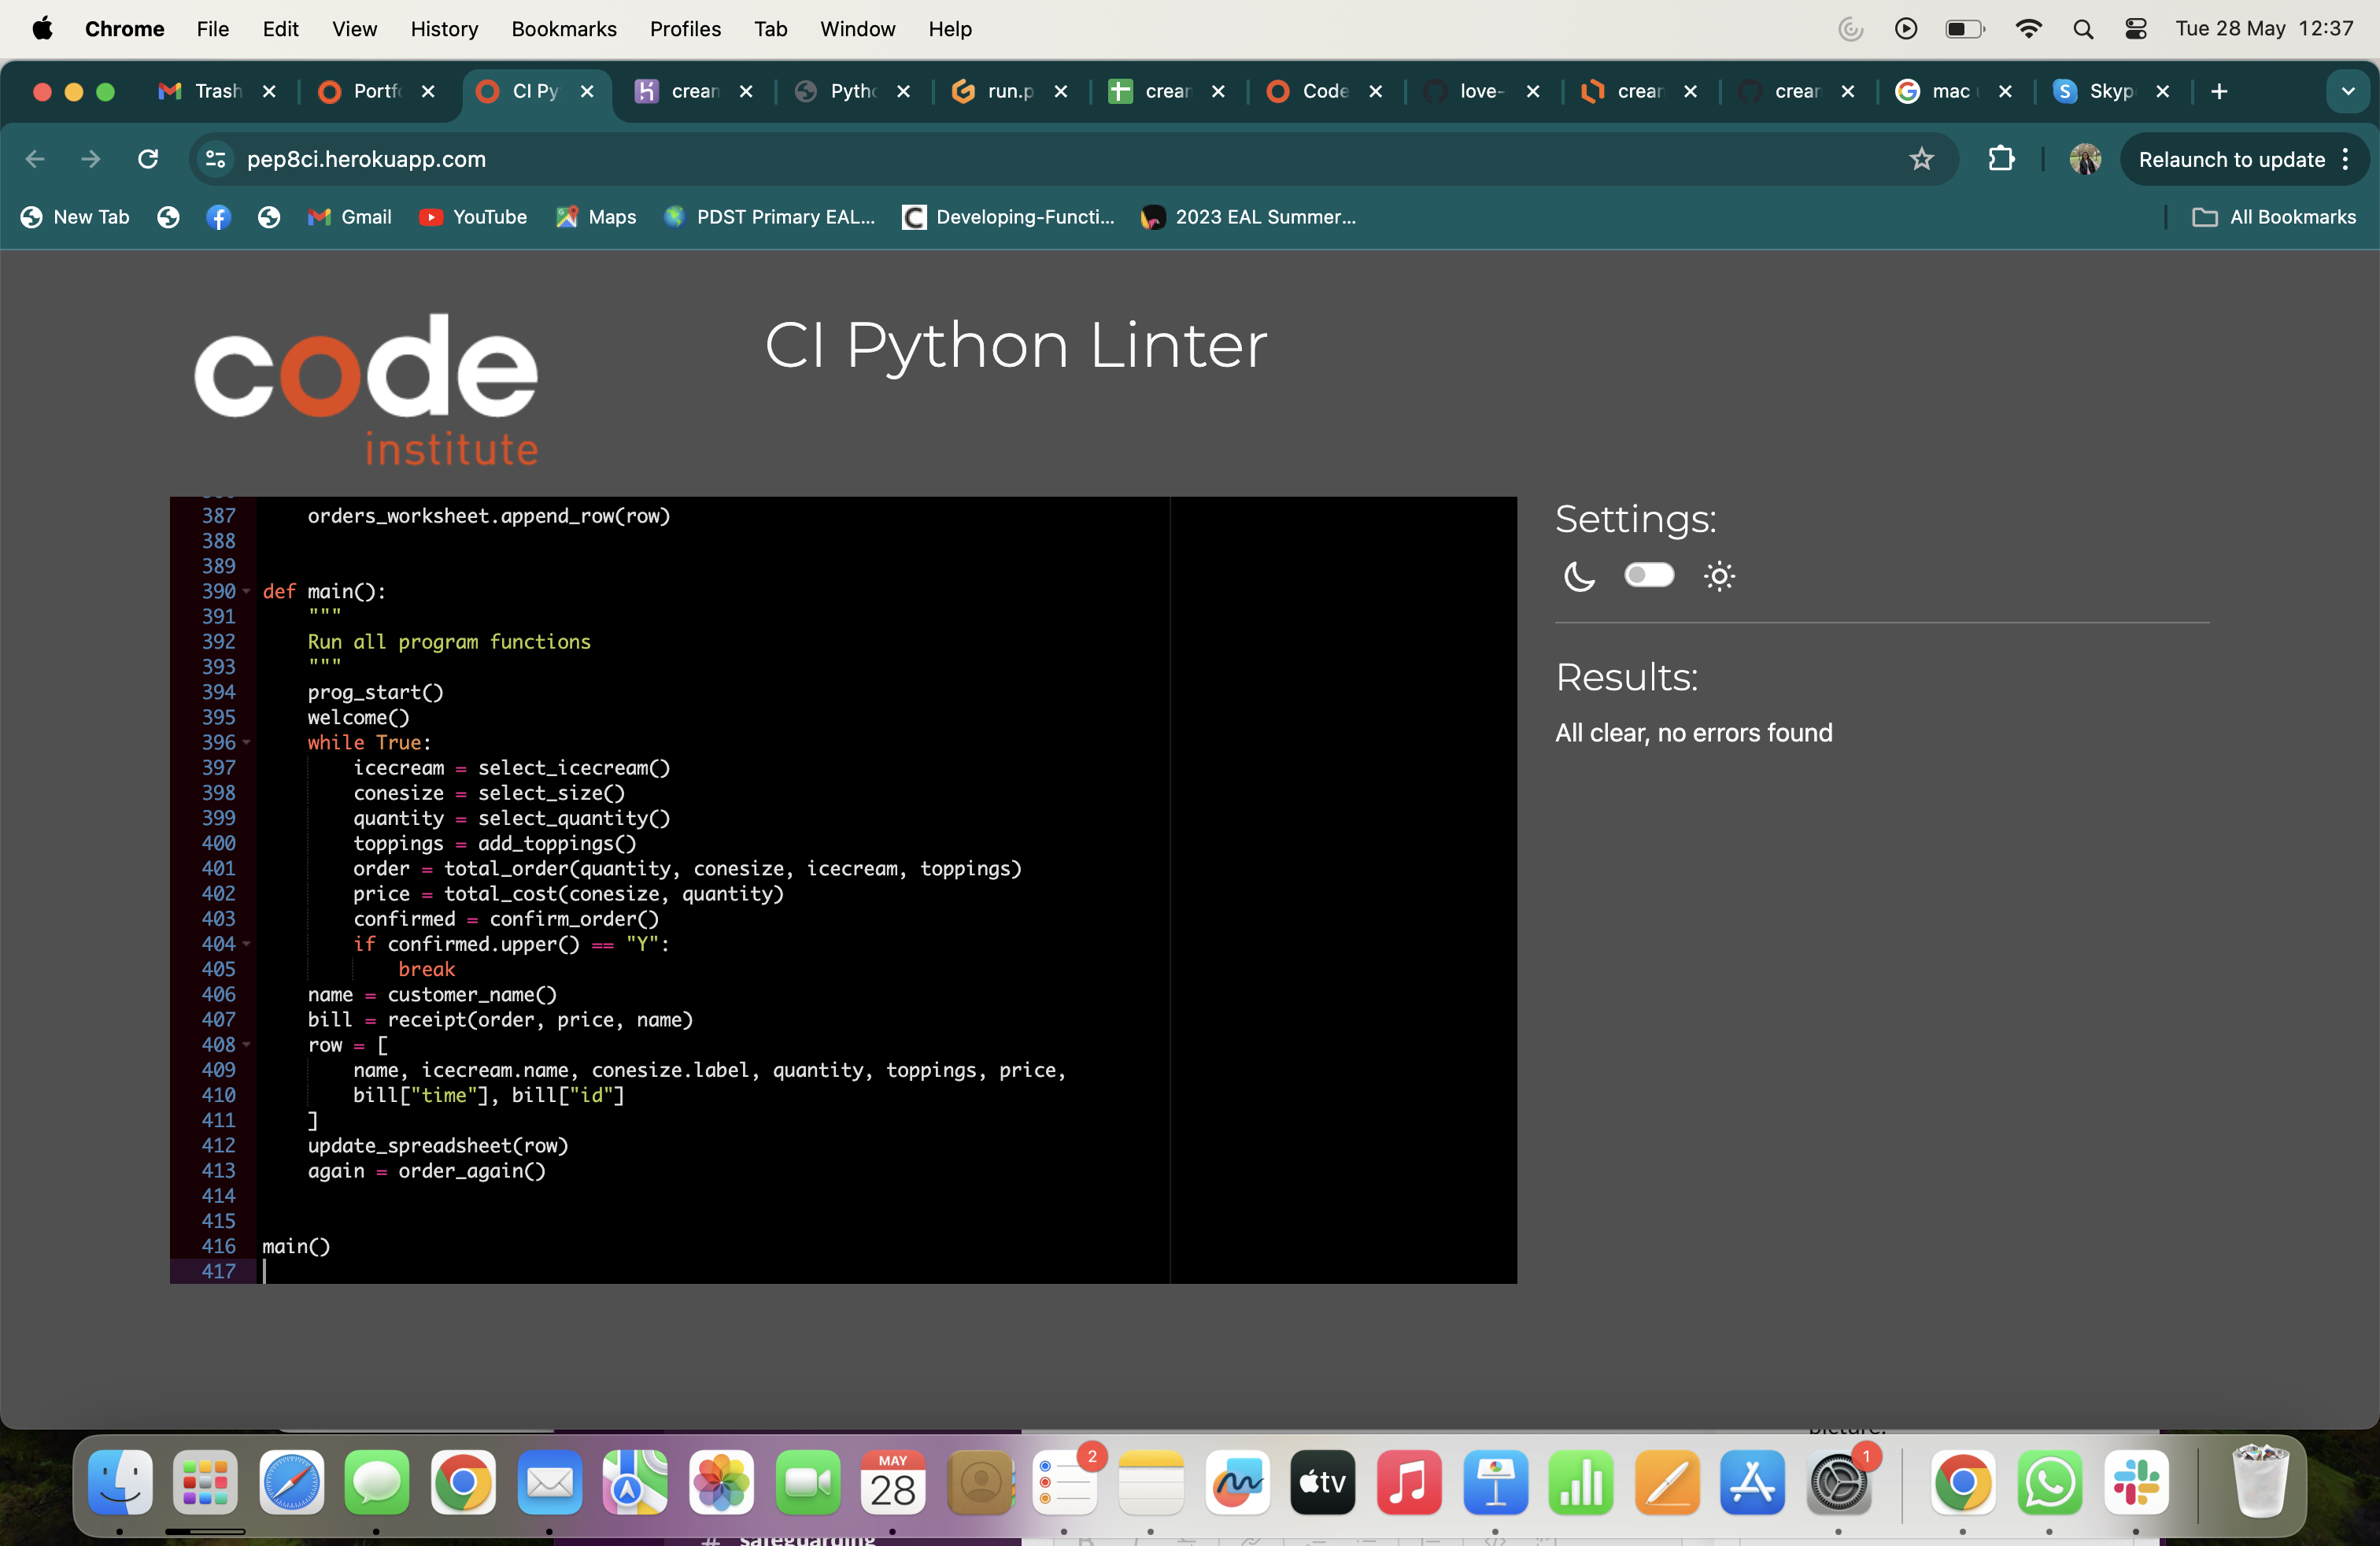 Chrome File Edit View History Bookmarks Profiles Tab Window Help Tue 28 May 12:37
Trash Portfo CI Py crean Pytho run.p crean Code love- crean crean mac Skyp
pep8ci.herokuapp.com Relaunch to update
New Tab Gmail YouTube Maps PDST Primary EAL... Developing-Functi... 2023 EAL Summer... All Bookmarks
code
institute
CI Python Linter
387 orders_worksheet.append_row(row)
388
389
390 def main():
391 """
392 Run all program functions
393 """
394 prog_start()
395 welcome()
396 while True:
397 icecream = select_icecream()
398 conesize = select_size()
399 quantity = select_quantity()
400 toppings = add_toppings()
401 order = total_order(quantity, conesize, icecream, toppings)
402 price = total_cost(conesize, quantity)
403 confirmed = confirm_order()
404 if confirmed.upper() == "Y":
405 break
406 name = customer_name()
407 bill = receipt(order, price, name)
408 row = [
409 name, icecream.name, conesize.label, quantity, toppings, price,
410 bill["time"], bill["id"]
411 ]
412 update_spreadsheet(row)
413 again = order_again()
414
415
416 main()
417
Settings:
Results:
All clear, no errors found
picture.
MAY
28
2
tv
1
# safeguarding